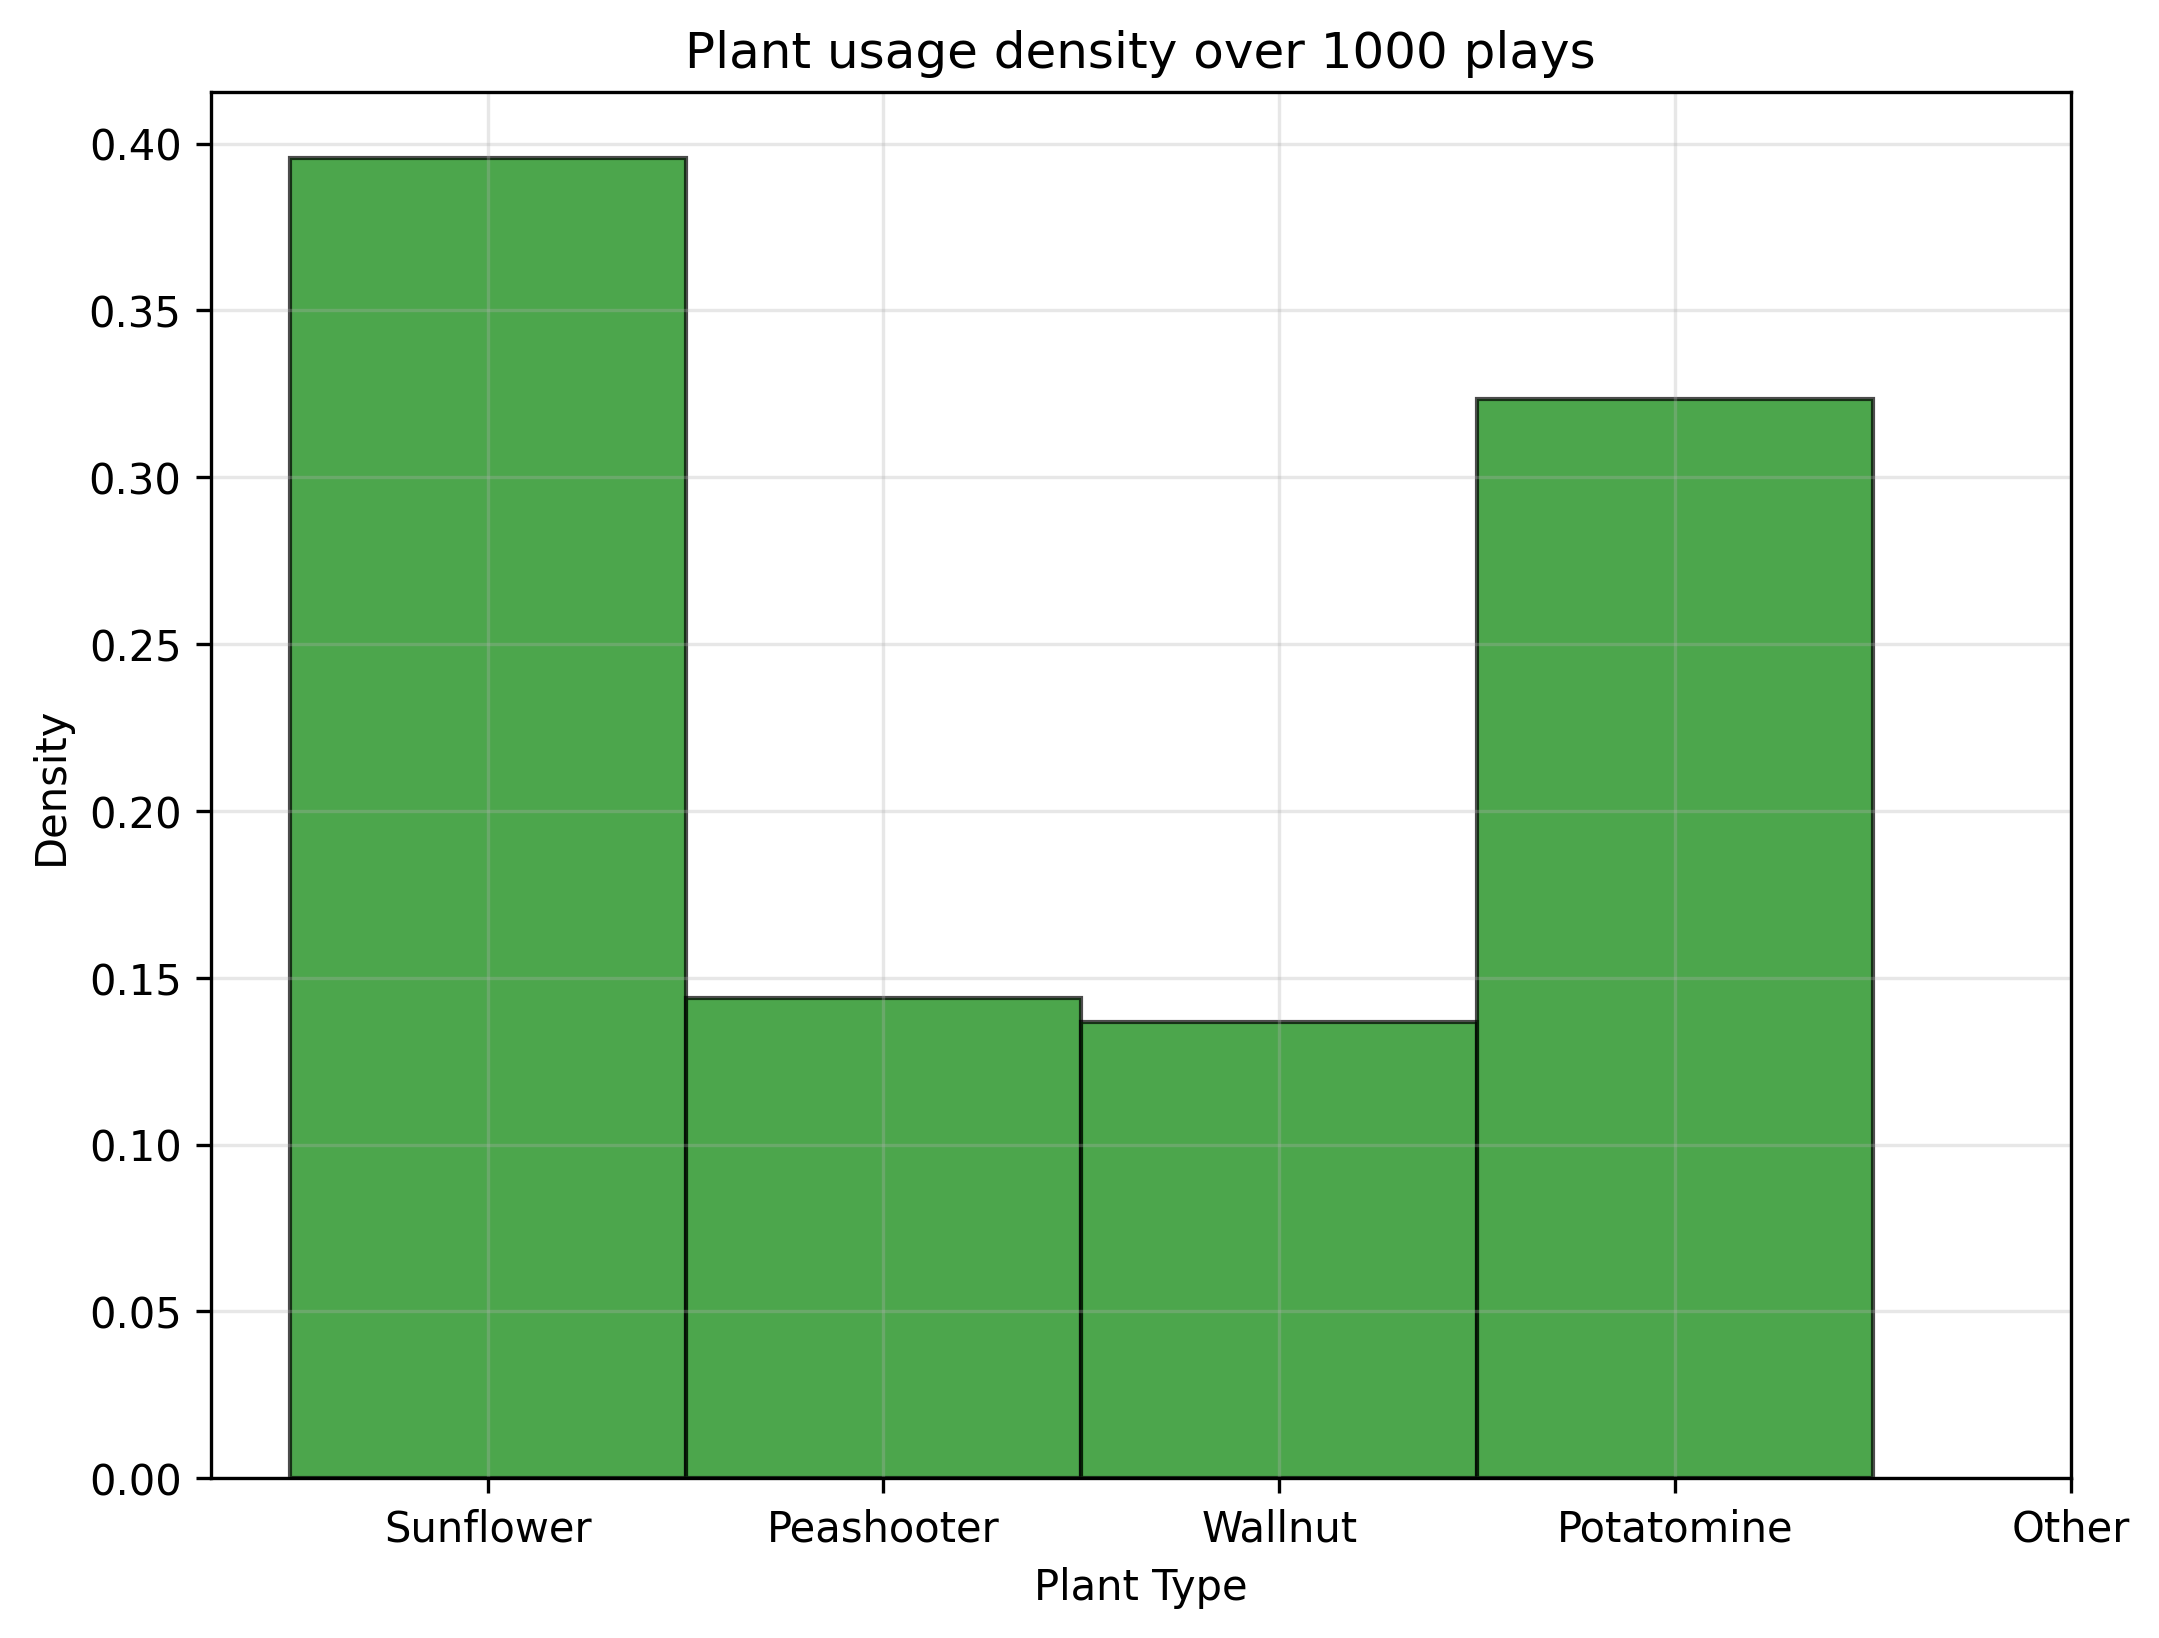 Plant usage density over 1000 plays
0.40
0.35
0.30
0.25
0.20
0.15
0.10
0.05
0.00
Density
Sunflower Peashooter Wallnut Potatomine Other
Plant Type